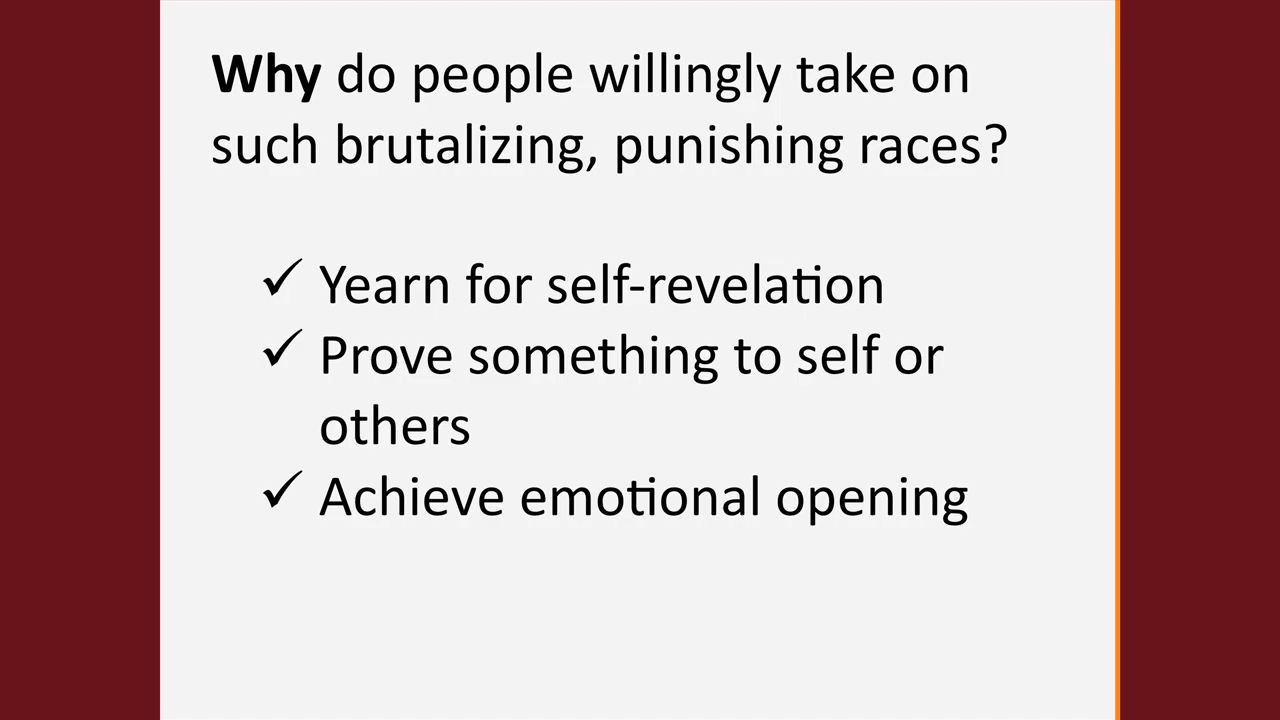 Why do people willingly take on
such brutalizing, punishing races?
✓ Yearn for self-revelation
✓ Prove something to self or
others
✓ Achieve emotional opening